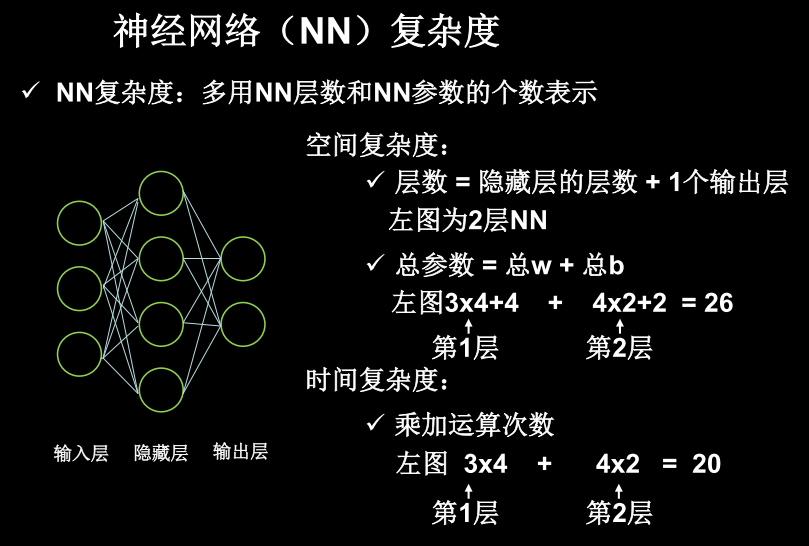 神经网络（NN）复杂度
✓ NN复杂度：多用NN层数和NN参数的个数表示
空间复杂度：
✓ 层数 = 隐藏层的层数 + 1个输出层
左图为2层NN
✓ 总参数 = 总w + 总b
左图3x4+4 + 4x2+2 = 26
第1层 第2层
时间复杂度：
✓ 乘加运算次数
左图 3x4 + 4x2 = 20
第1层 第2层
输入层 隐藏层 输出层